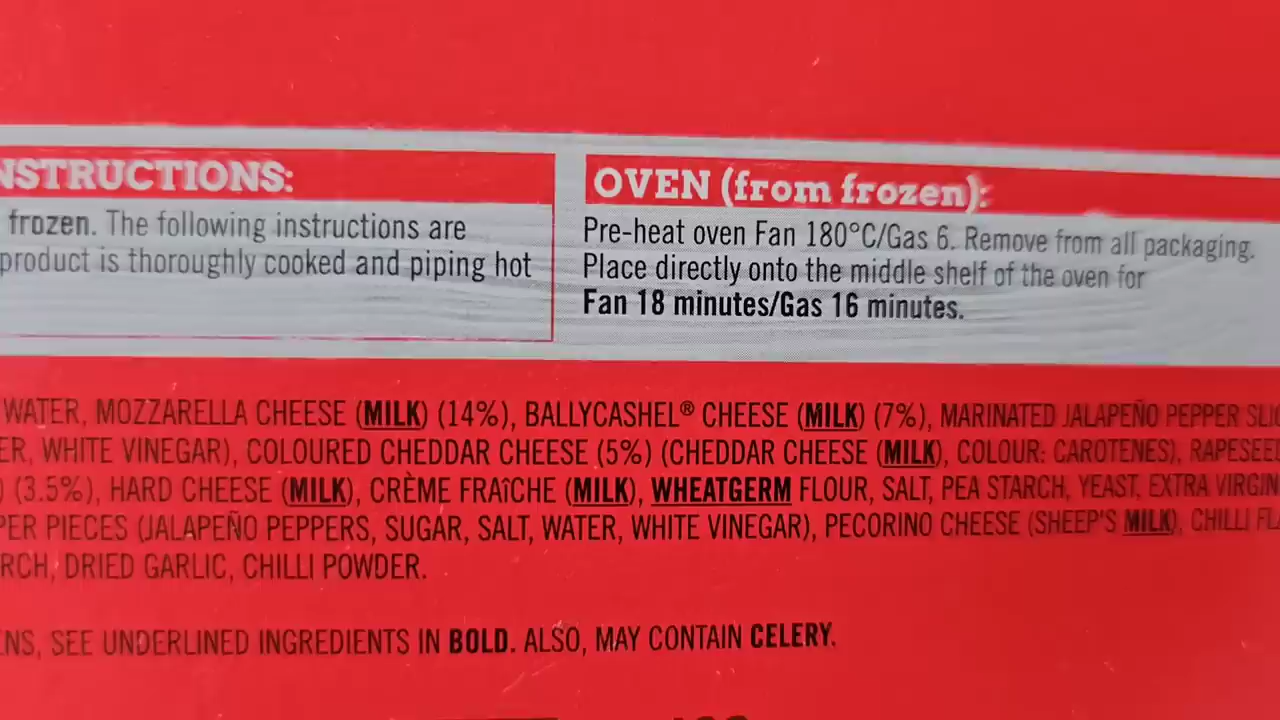 NSTRUCTIONS:
frozen. The following instructions are
product is thoroughly cooked and piping hot
OVEN (from frozen):
Pre-heat oven Fan 180°C/Gas 6. Remove from all packaging.
Place directly onto the middle shelf of the oven for
Fan 18 minutes/Gas 16 minutes.
WATER, MOZZARELLA CHEESE (MILK) (14%), BALLYCASHEL® CHEESE (MILK) (7%), MARINATED JALAPEÑO PEPPER SLIC
ER, WHITE VINEGAR), COLOURED CHEDDAR CHEESE (5%) (CHEDDAR CHEESE (MILK), COLOUR: CAROTENES), RAPESEED
) (3.5%), HARD CHEESE (MILK), CRÈME FRAîCHE (MILK), WHEATGERM FLOUR, SALT, PEA STARCH, YEAST, EXTRA VIRGIN
PER PIECES (JALAPEÑO PEPPERS, SUGAR, SALT, WATER, WHITE VINEGAR), PECORINO CHEESE (SHEEP'S MILK), CHILLI FLA
RCH, DRIED GARLIC, CHILLI POWDER.
ENS, SEE UNDERLINED INGREDIENTS IN BOLD. ALSO, MAY CONTAIN CELERY.